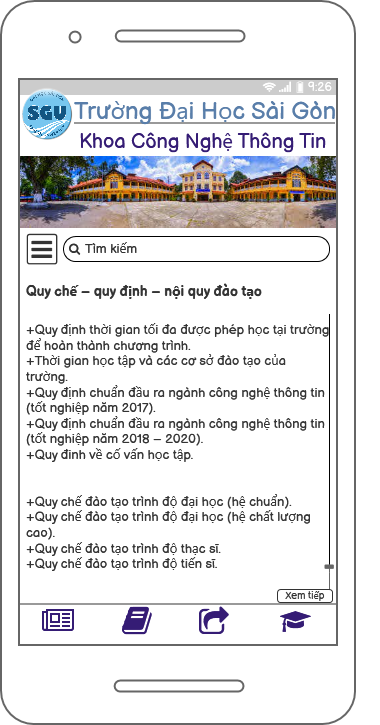 9:26
SGU
Trường Đại Học Sài Gòn
Khoa Công Nghệ Thông Tin
Tìm kiếm
Quy chế – quy định – nội quy đào tạo
+Quy định thời gian tối đa được phép học tại trường
để hoàn thành chương trình.
+Thời gian học tập và các cơ sở đào tạo của
trường.
+Quy định chuẩn đầu ra ngành công nghệ thông tin
(tốt nghiệp năm 2017).
+Quy định chuẩn đầu ra ngành công nghệ thông tin
(tốt nghiệp năm 2018 – 2020).
+Quy đinh về cố vấn học tập.
+Quy chế đào tạo trình độ đại học (hệ chuẩn).
+Quy chế đào tạo trình độ đại học (hệ chất lượng
cao).
+Quy chế đào tạo trình độ thạc sĩ.
+Quy chế đào tạo trình độ tiến sĩ.
Xem tiếp